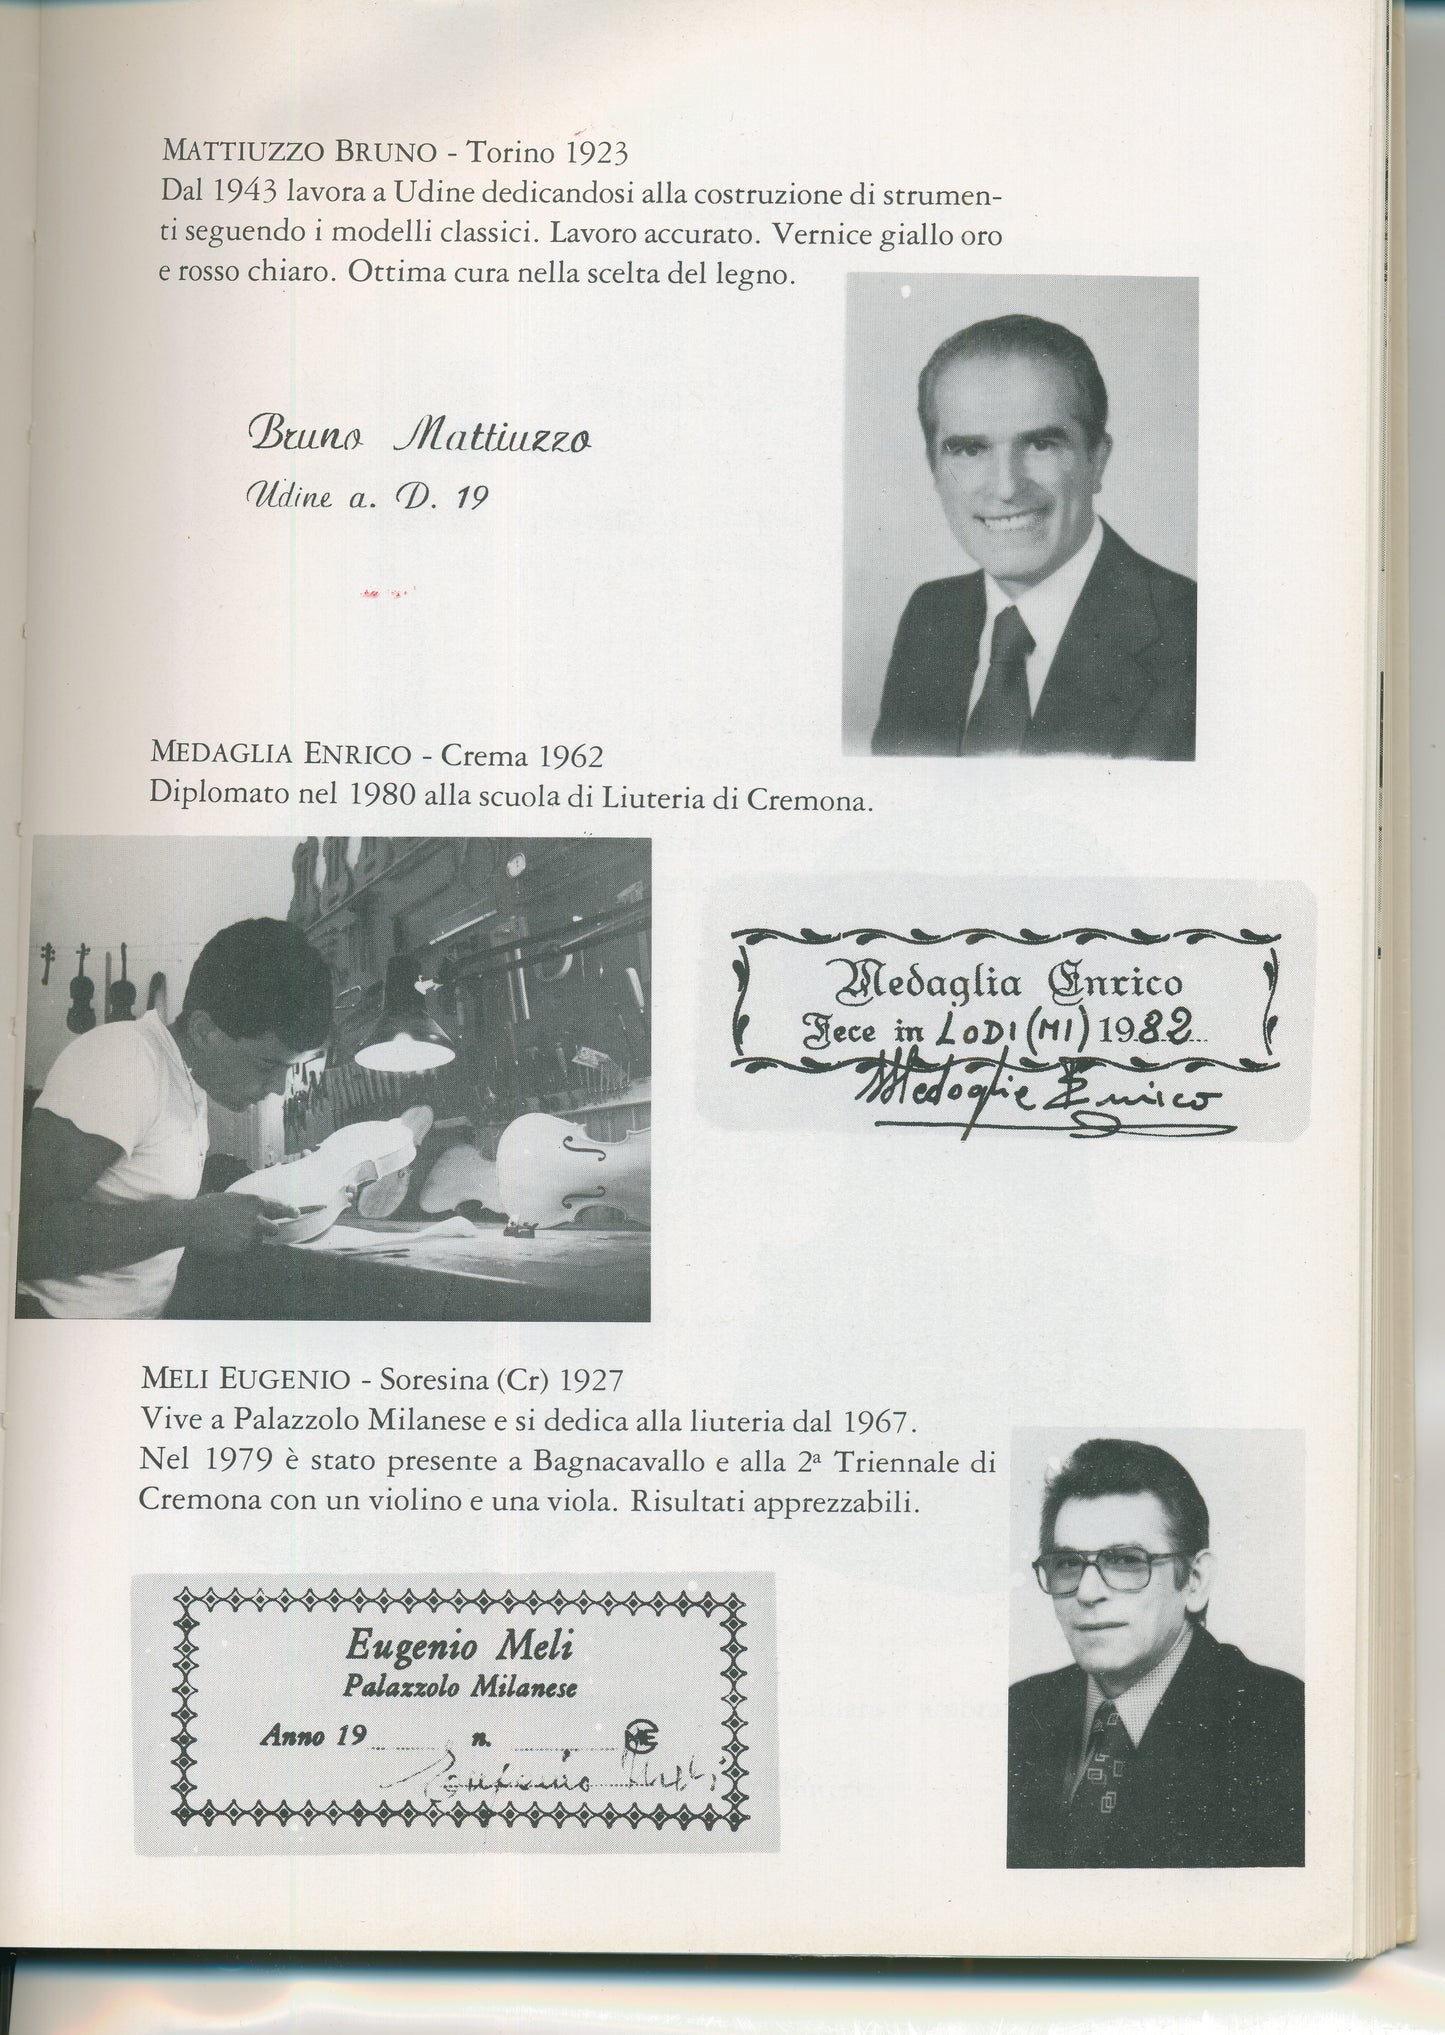 MATTIUZZO BRUNO - Torino 1923
Dal 1943 lavora a Udine dedicandosi alla costruzione di strumen-
ti seguendo i modelli classici. Lavoro accurato. Vernice giallo oro
e rosso chiaro. Ottima cura nella scelta del legno.
Bruno Mattiuzzo
Udine a. D. 19
MEDAGLIA ENRICO - Crema 1962
Diplomato nel 1980 alla scuola di Liuteria di Cremona.
Medaglia Enrico
Fece in LODI (MI) 1982
Medaglia Enrico
MELI EUGENIO - Soresina (Cr) 1927
Vive a Palazzolo Milanese e si dedica alla liuteria dal 1967.
Nel 1979 è stato presente a Bagnacavallo e alla 2ª Triennale di
Cremona con un violino e una viola. Risultati apprezzabili.
Eugenio Meli
Palazzolo Milanese
Anno 19 n.
Eugenio Meli